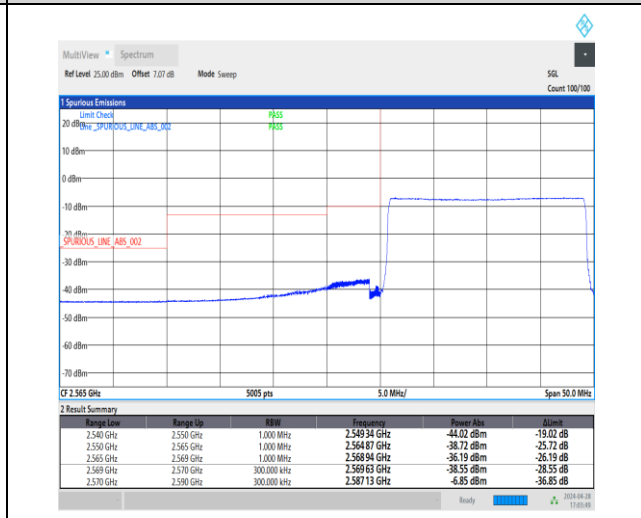 MultiView Spectrum
Ref Level 25.00 dBm Offset 7.07 dB Mode Sweep SGL
Count 100/100
1 Spurious Emissions
Limit Check PASS
20 dBm Line _SPURIOUS_LINE_ABS_002 PASS
10 dBm
0 dBm
-10 dBm
-20 dBm
_SPURIOUS_LINE_ABS_002
-30 dBm
-40 dBm
-50 dBm
-60 dBm
-70 dBm
CF 2.565 GHz 5005 pts 5.0 MHz/ Span 50.0 MHz
2 Result Summary
Range Low Range Up RBW Frequency Power Abs ΔLimit
2.540 GHz 2.550 GHz 1.000 MHz 2.549 34 GHz -44.02 dBm -19.02 dB
2.550 GHz 2.565 GHz 1.000 MHz 2.564 87 GHz -38.72 dBm -25.72 dB
2.565 GHz 2.569 GHz 1.000 MHz 2.568 94 GHz -36.19 dBm -26.19 dB
2.569 GHz 2.570 GHz 300.000 kHz 2.569 63 GHz -38.55 dBm -28.55 dB
2.570 GHz 2.590 GHz 300.000 kHz 2.587 13 GHz -6.85 dBm -36.85 dB
Ready 2024-04-28
17:05:49